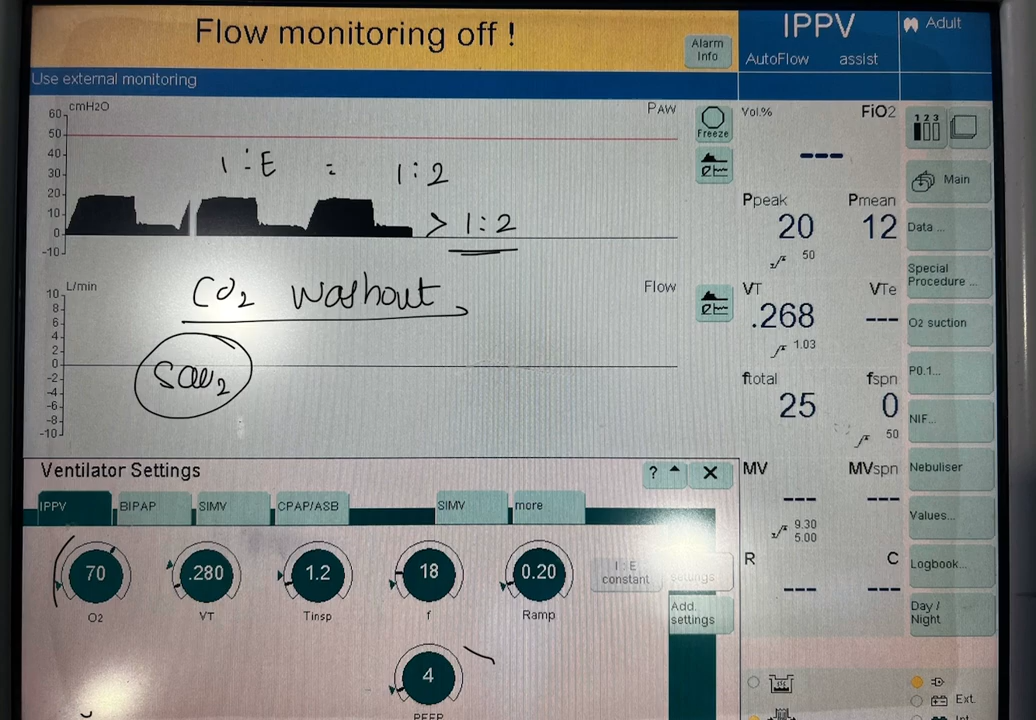 Flow monitoring off !
Alarm Info
IPPV
AutoFlow assist
Adult
Use external monitoring
cmH2O
Paw
60
50
40
30
20
10
0
-10
Freeze
I : E = 1 : 2
> 1 : 2
CO2 washout
L/min
Flow
10
8
6
4
2
0
-2
-4
-6
-8
-10
Vol.% FiO2
---
Ppeak Pmean
20 12
50
VT VTe
.268 ---
1.03
ftotal fspn
25 0
50
MV MVspn
--- ---
9.30
5.00
R C
--- ---
1 2 3
Main
Data ...
Special Procedure ...
O2 suction
P0.1...
NIF...
Nebuliser
Values...
Logbook...
Day / Night
Ext.
Int.
Ventilator Settings
?
X
IPPV BIPAP SIMV CPAP/ASB SIMV more
70 .280 1.2 18 0.20
O2 VT Tinsp f Ramp
I : E constant
settings
Add. settings
4
PEEP